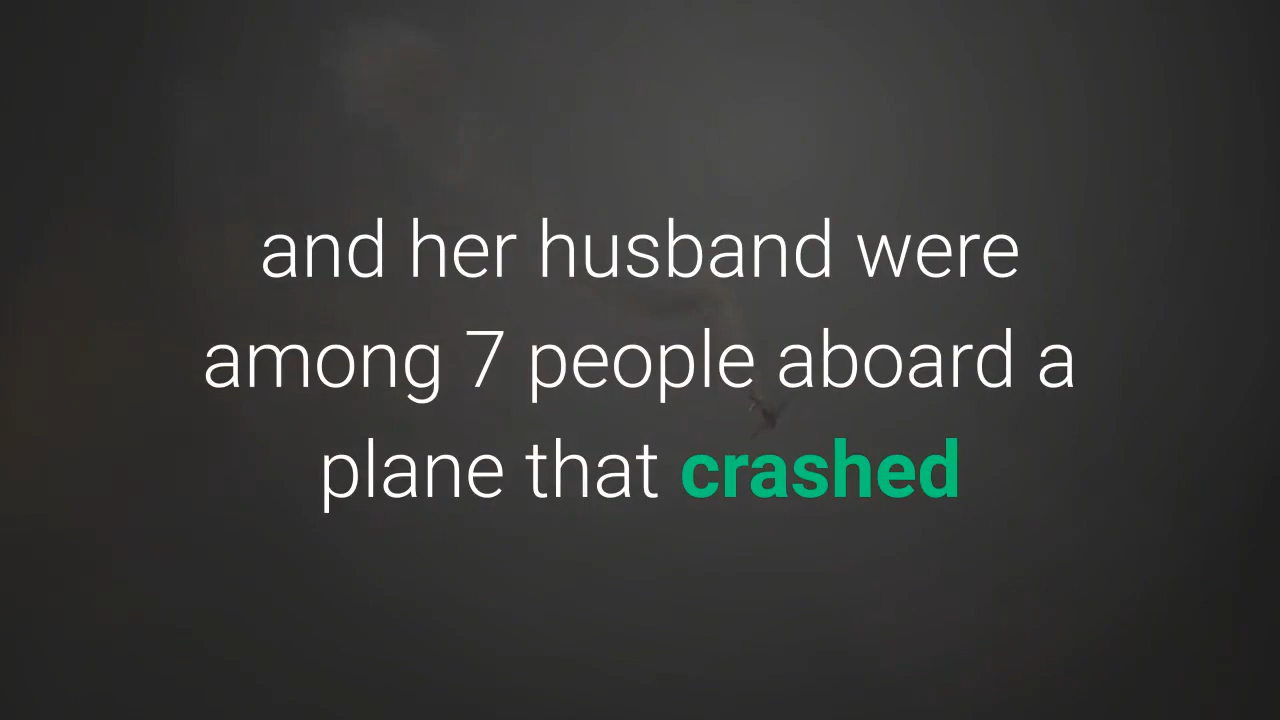 and her husband were
among 7 people aboard a
plane that crashed